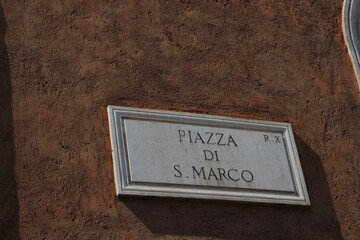 PIAZZA R. X
DI
S. MARCO